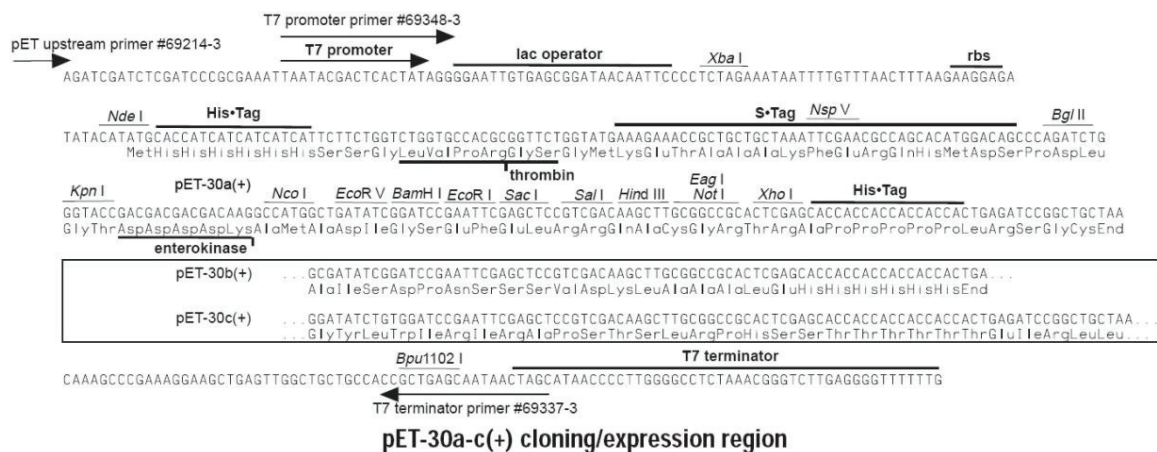 T7 promoter primer #69348-3
pET upstream primer #69214-3
T7 promoter
lac operator
Xba I
rbs
AGATCGATCTCGATCCCGCGAAATTAATACGACTCACTATAGGGGAATTGTGAGCGGATAACAATTCCCCTCTAGAAATAATTTTGTTTAACTTTAAGAAGGAGA
Nde I His•Tag S•Tag Nsp V Bgl II
TATACATATGCACCATCATCATCATCATTCTTCTGGTCTGGTGCCACGCGGTTCTGGTATGAAAGAAACCGCTGCTGCTAAATTCGAACGCCAGCACATGGACAGCCCAGATCTG
MetHisHisHisHisHisHisSerSerGlyLeuValProArgGlySerGlyMetLysGluThrAlaAlaAlaLysPheGluArgGlnHisMetAspSerProAspLeu
thrombin
Kpn I pET-30a(+) Nco I EcoR V BamH I EcoR I Sac I Sal I Hind III Eag I Not I Xho I His•Tag
GGTACCGACGACGACGACAAGGCCATGGCTGATATCGGATCCGAATTCGAGCTCCGTCGACAAGCTTGCGGCCGCACTCGAGCACCACCACCACCACCACTGAGATCCGGCTGCTAA
GlyThrAspAspAspAspLysAlaMetAlaAspIleGlySerGluPheGluLeuArgArgGlnAlaCysGlyArgThrArgAlaProProProProProLeuArgSerGlyCysEnd
enterokinase
pET-30b(+) ...GCGATATCGGATCCGAATTCGAGCTCCGTCGACAAGCTTGCGGCCGCACTCGAGCACCACCACCACCACCACTGA...
AlaIleSerAspProAsnSerSerSerValAspLysLeuAlaAlaAlaLeuGluHisHisHisHisHisHisEnd
pET-30c(+) ...GGATATCTGTGGATCCGAATTCGAGCTCCGTCGACAAGCTTGCGGCCGCACTCGAGCACCACCACCACCACCACTGAGATCCGGCTGCTAA...
GlyTyrLeuTrpIleArgIleArgAlaProSerThrSerLeuArgProHisSerSerThrThrThrThrThrThrGluIleArgLeuLeu...
Bpu1102 I
T7 terminator
CAAAGCCCGAAAGGAAGCTGAGTTGGCTGCTGCCACCGCTGAGCAATAACTAGCATAACCCCTTGGGGCCTCTAAACGGGTCTTGAGGGGTTTTTTG
T7 terminator primer #69337-3
pET-30a-c(+) cloning/expression region